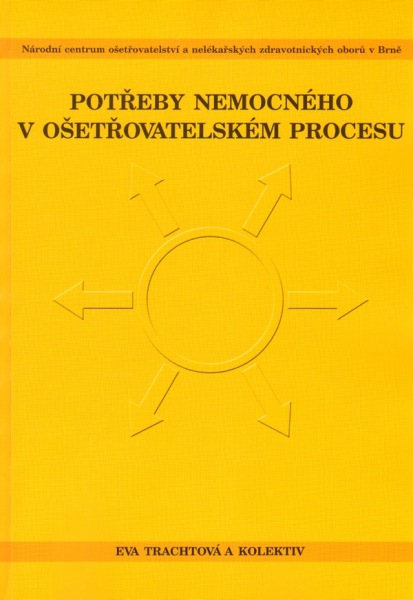 Národní centrum ošetřovatelství a nelékařských zdravotnických oborů v Brně
POTŘEBY NEMOCNÉHO
V OŠETŘOVATELSKÉM PROCESU
EVA TRACHTOVÁ A KOLEKTIV